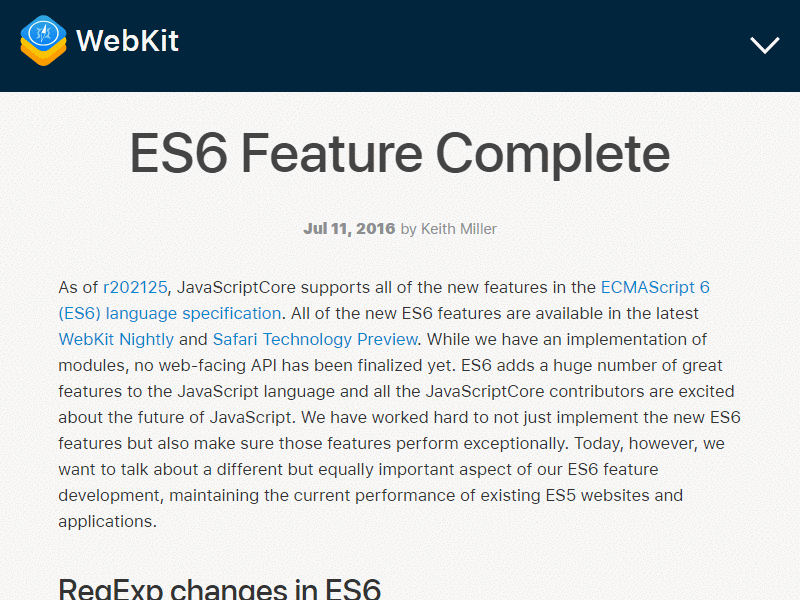 WebKit
ES6 Feature Complete
Jul 11, 2016 by Keith Miller
As of r202125, JavaScriptCore supports all of the new features in the ECMAScript 6
(ES6) language specification. All of the new ES6 features are available in the latest
WebKit Nightly and Safari Technology Preview. While we have an implementation of
modules, no web-facing API has been finalized yet. ES6 adds a huge number of great
features to the JavaScript language and all the JavaScriptCore contributors are excited
about the future of JavaScript. We have worked hard to not just implement the new ES6
features but also make sure those features perform exceptionally. Today, however, we
want to talk about a different but equally important aspect of our ES6 feature
development, maintaining the current performance of existing ES5 websites and
applications.
RegExp changes in ES6